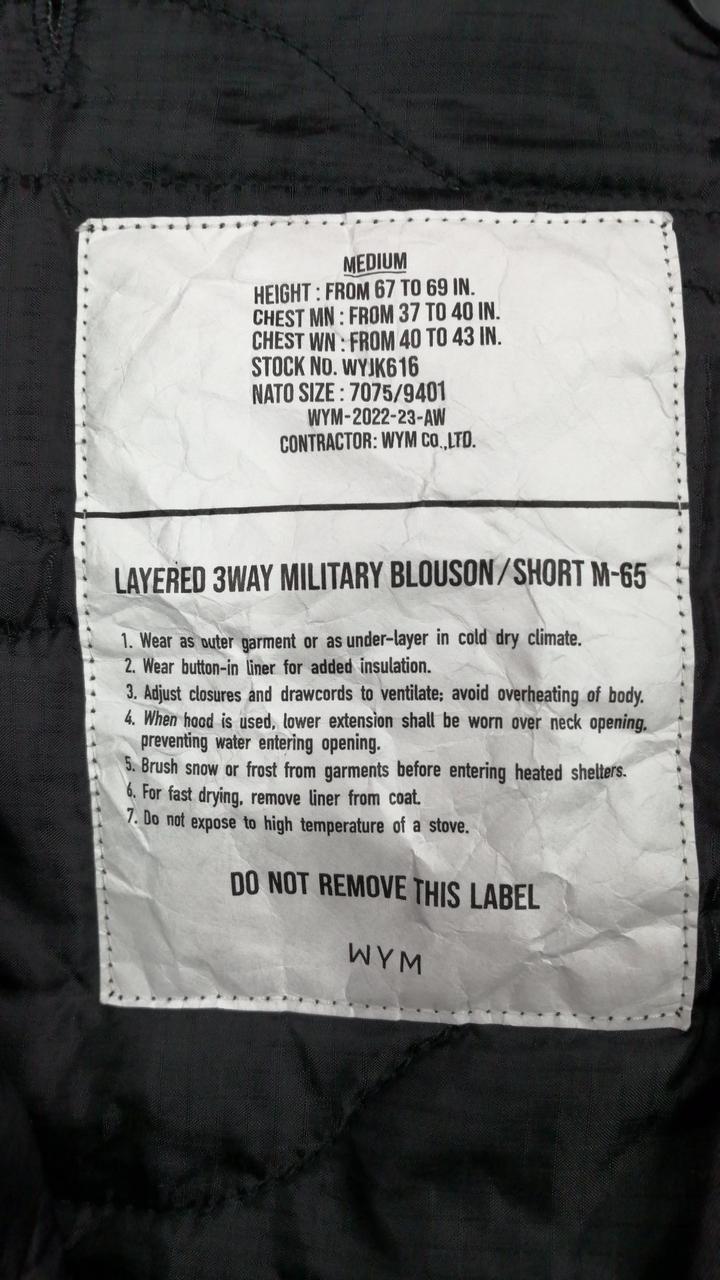 MEDIUM
HEIGHT : FROM 67 TO 69 IN.
CHEST MN : FROM 37 TO 40 IN.
CHEST WN : FROM 40 TO 43 IN.
STOCK NO. WYJK616
NATO SIZE : 7075/9401
WYM-2022-23-AW
CONTRACTOR: WYM CO.,LTD.
LAYERED 3WAY MILITARY BLOUSON/SHORT M-65
1. Wear as outer garment or as under-layer in cold dry climate.
2. Wear button-in liner for added insulation.
3. Adjust closures and drawcords to ventilate; avoid overheating of body.
4. When hood is used, lower extension shall be worn over neck opening,
preventing water entering opening.
5. Brush snow or frost from garments before entering heated shelters.
6. For fast drying, remove liner from coat.
7. Do not expose to high temperature of a stove.
DO NOT REMOVE THIS LABEL
WYM